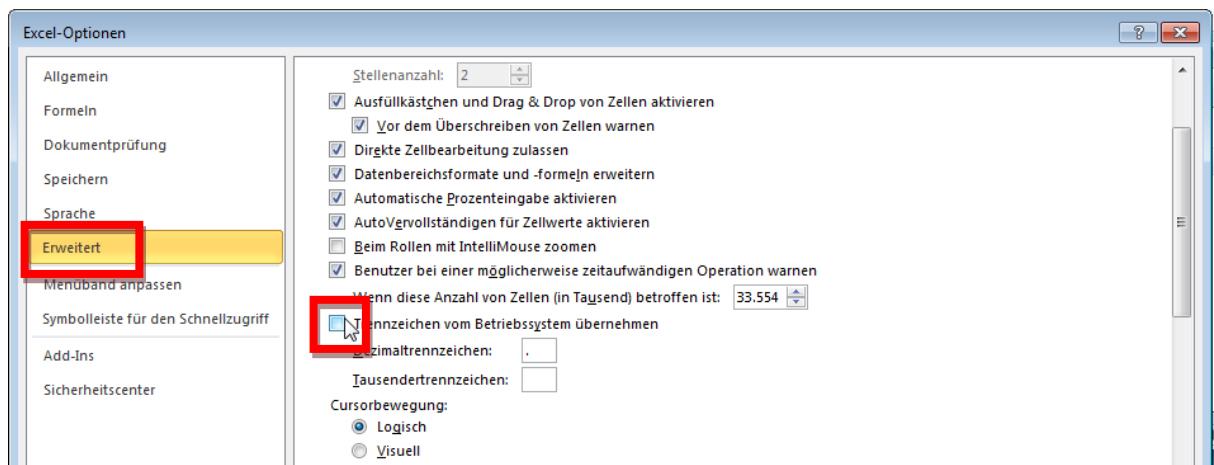 Excel-Optionen
Allgemein
Formeln
Dokumentprüfung
Speichern
Sprache
Erweitert
Menüband anpassen
Symbolleiste für den Schnellzugriff
Add-Ins
Sicherheitscenter
Stellenanzahl: 2
Ausfüllkästchen und Drag & Drop von Zellen aktivieren
Vor dem Überschreiben von Zellen warnen
Direkte Zellbearbeitung zulassen
Datenbereichsformate und -formeln erweitern
Automatische Prozenteingabe aktivieren
AutoVervollständigen für Zellwerte aktivieren
Beim Rollen mit IntelliMouse zoomen
Benutzer bei einer möglicherweise zeitaufwändigen Operation warnen
Wenn diese Anzahl von Zellen (in Tausend) betroffen ist: 33.554
Trennzeichen vom Betriebssystem übernehmen
Dezimaltrennzeichen: .
Tausendertrennzeichen:
Cursorbewegung:
Logisch
Visuell